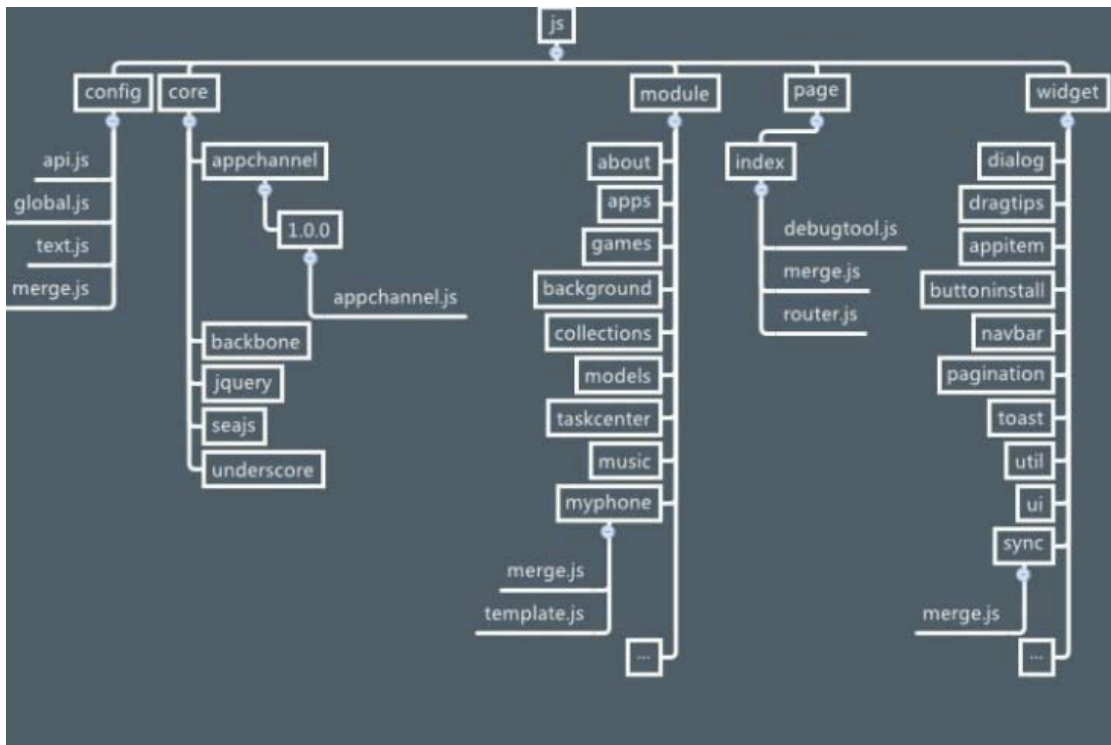 js
config
api.js
global.js
text.js
merge.js
core
appchannel
1.0.0
appchannel.js
backbone
jquery
seajs
underscore
module
about
apps
games
background
collections
models
taskcenter
music
myphone
merge.js
template.js
...
page
index
debugtool.js
merge.js
router.js
widget
dialog
dragtips
appitem
buttoninstall
navbar
pagination
toast
util
ui
sync
merge.js
...